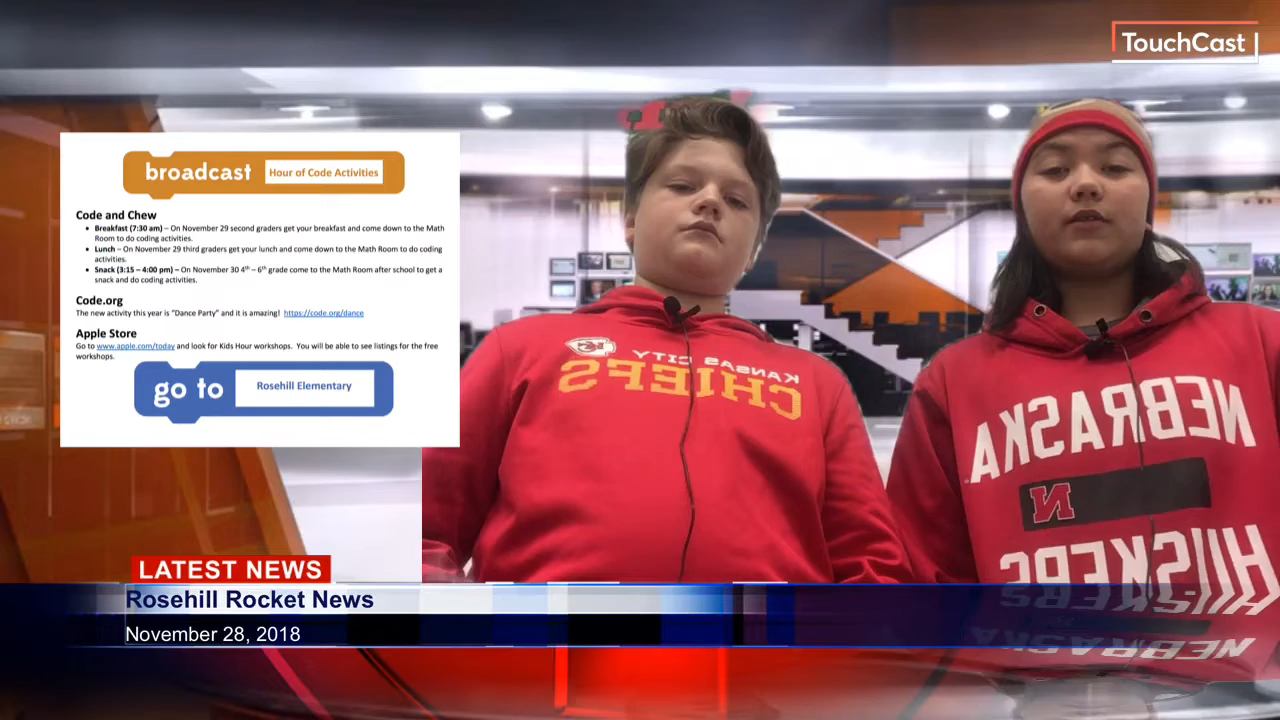 TouchCast
broadcast Hour of Code Activities
Code and Chew
• Breakfast (7:30 am) – On November 29 second graders get your breakfast and come down to the Math
Room to do coding activities.
• Lunch – On November 29 third graders get your lunch and come down to the Math Room to do coding
activities.
• Snack (3:15 – 4:00 pm) – On November 30 4th – 6th grade come to the Math Room after school to get a
snack and do coding activities.
Code.org
The new activity this year is "Dance Party" and it is amazing! https://code.org/dance
Apple Store
Go to www.apple.com/today and look for Kids Hour workshops. You will be able to see listings for the free
workshops.
go to Rosehill Elementary
KANSAS CITY
CHIEFS
NEBRASKA
N
HUSKERS
LATEST NEWS
Rosehill Rocket News
November 28, 2018